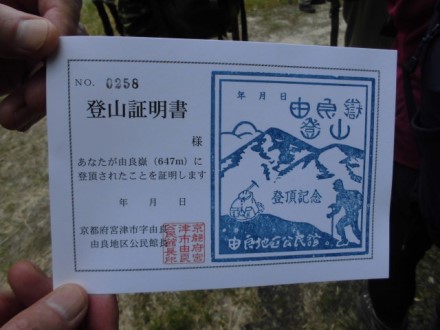 NO. 0258
登山証明書
様
あなたが由良嶽(647m)に
登頂されたことを証明します
年 月 日
京都府宮津市字由良
由良地区公民館長
年 月 日
由良嶽
登山
登頂記念
由良地区公民館